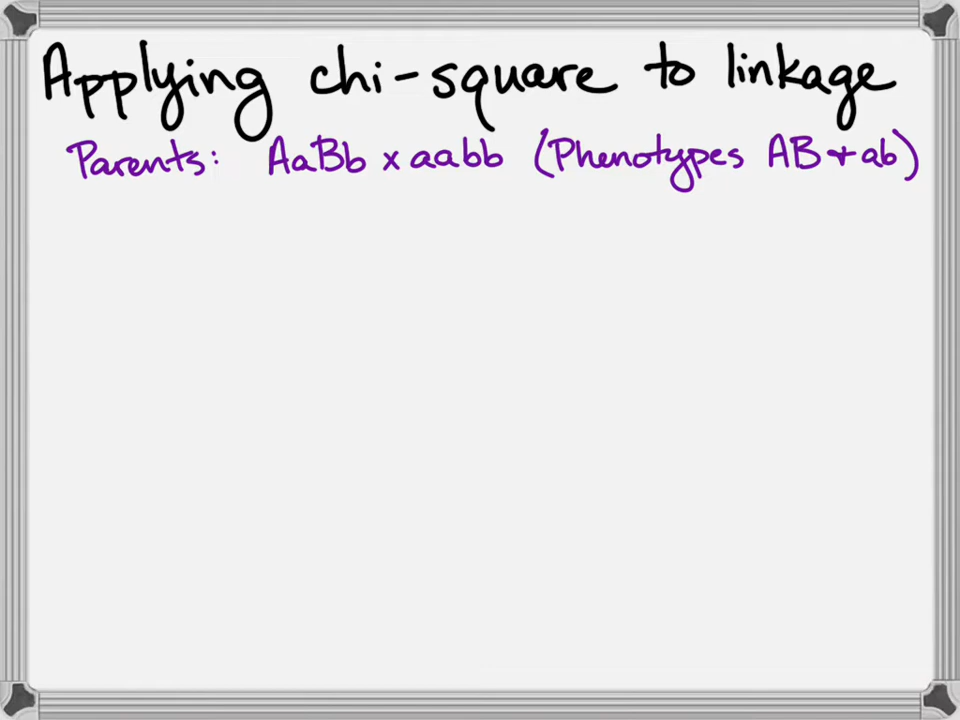 Applying chi-square to linkage
Parents: AaBb x aabb (Phenotypes AB + ab)